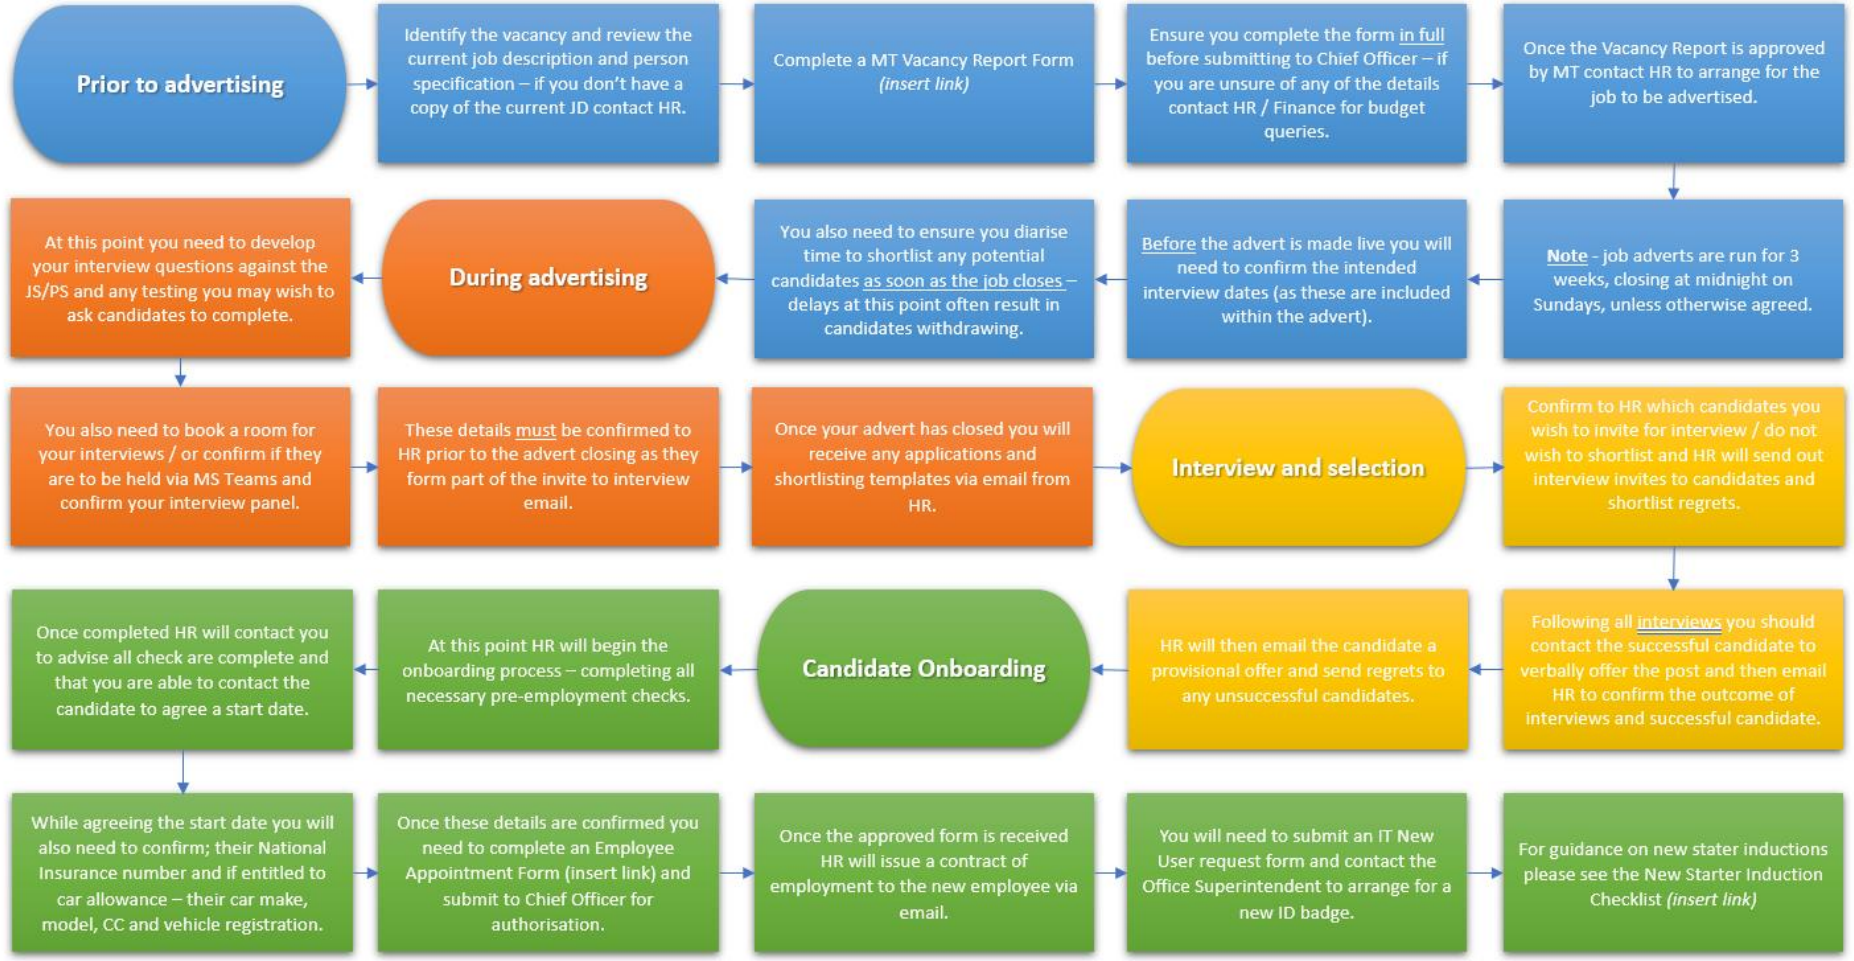 Prior to advertising
Identify the vacancy and review the
current job description and person
specification – if you don't have a
copy of the current JD contact HR.
Complete a MT Vacancy Report Form
(insert link)
Ensure you complete the form in full
before submitting to Chief Officer – if
you are unsure of any of the details
contact HR / Finance for budget
queries.
Once the Vacancy Report is approved
by MT contact HR to arrange for the
job to be advertised.
Note - job adverts are run for 3
weeks, closing at midnight on
Sundays, unless otherwise agreed.
Before the advert is made live you will
need to confirm the intended
interview dates (as these are included
within the advert).
You also need to ensure you diarise
time to shortlist any potential
candidates as soon as the job closes –
delays at this point often result in
candidates withdrawing.
During advertising
At this point you need to develop
your interview questions against the
JS/PS and any testing you may wish to
ask candidates to complete.
You also need to book a room for
your interviews / or confirm if they
are to be held via MS Teams and
confirm your interview panel.
These details must be confirmed to
HR prior to the advert closing as they
form part of the invite to interview
email.
Once your advert has closed you will
receive any applications and
shortlisting templates via email from
HR.
Interview and selection
Confirm to HR which candidates you
wish to invite for interview / do not
wish to shortlist and HR will send out
interview invites to candidates and
shortlist regrets.
Following all interviews you should
contact the successful candidate to
verbally offer the post and then email
HR to confirm the outcome of
interviews and successful candidate.
HR will then email the candidate a
provisional offer and send regrets to
any unsuccessful candidates.
Candidate Onboarding
At this point HR will begin the
onboarding process – completing all
necessary pre-employment checks.
Once completed HR will contact you
to advise all check are complete and
that you are able to contact the
candidate to agree a start date.
While agreeing the start date you will
also need to confirm; their National
Insurance number and if entitled to
car allowance – their car make,
model, CC and vehicle registration.
Once these details are confirmed you
need to complete an Employee
Appointment Form (insert link) and
submit to Chief Officer for
authorisation.
Once the approved form is received
HR will issue a contract of
employment to the new employee via
email.
You will need to submit an IT New
User request form and contact the
Office Superintendent to arrange for a
new ID badge.
For guidance on new stater inductions
please see the New Starter Induction
Checklist (insert link)